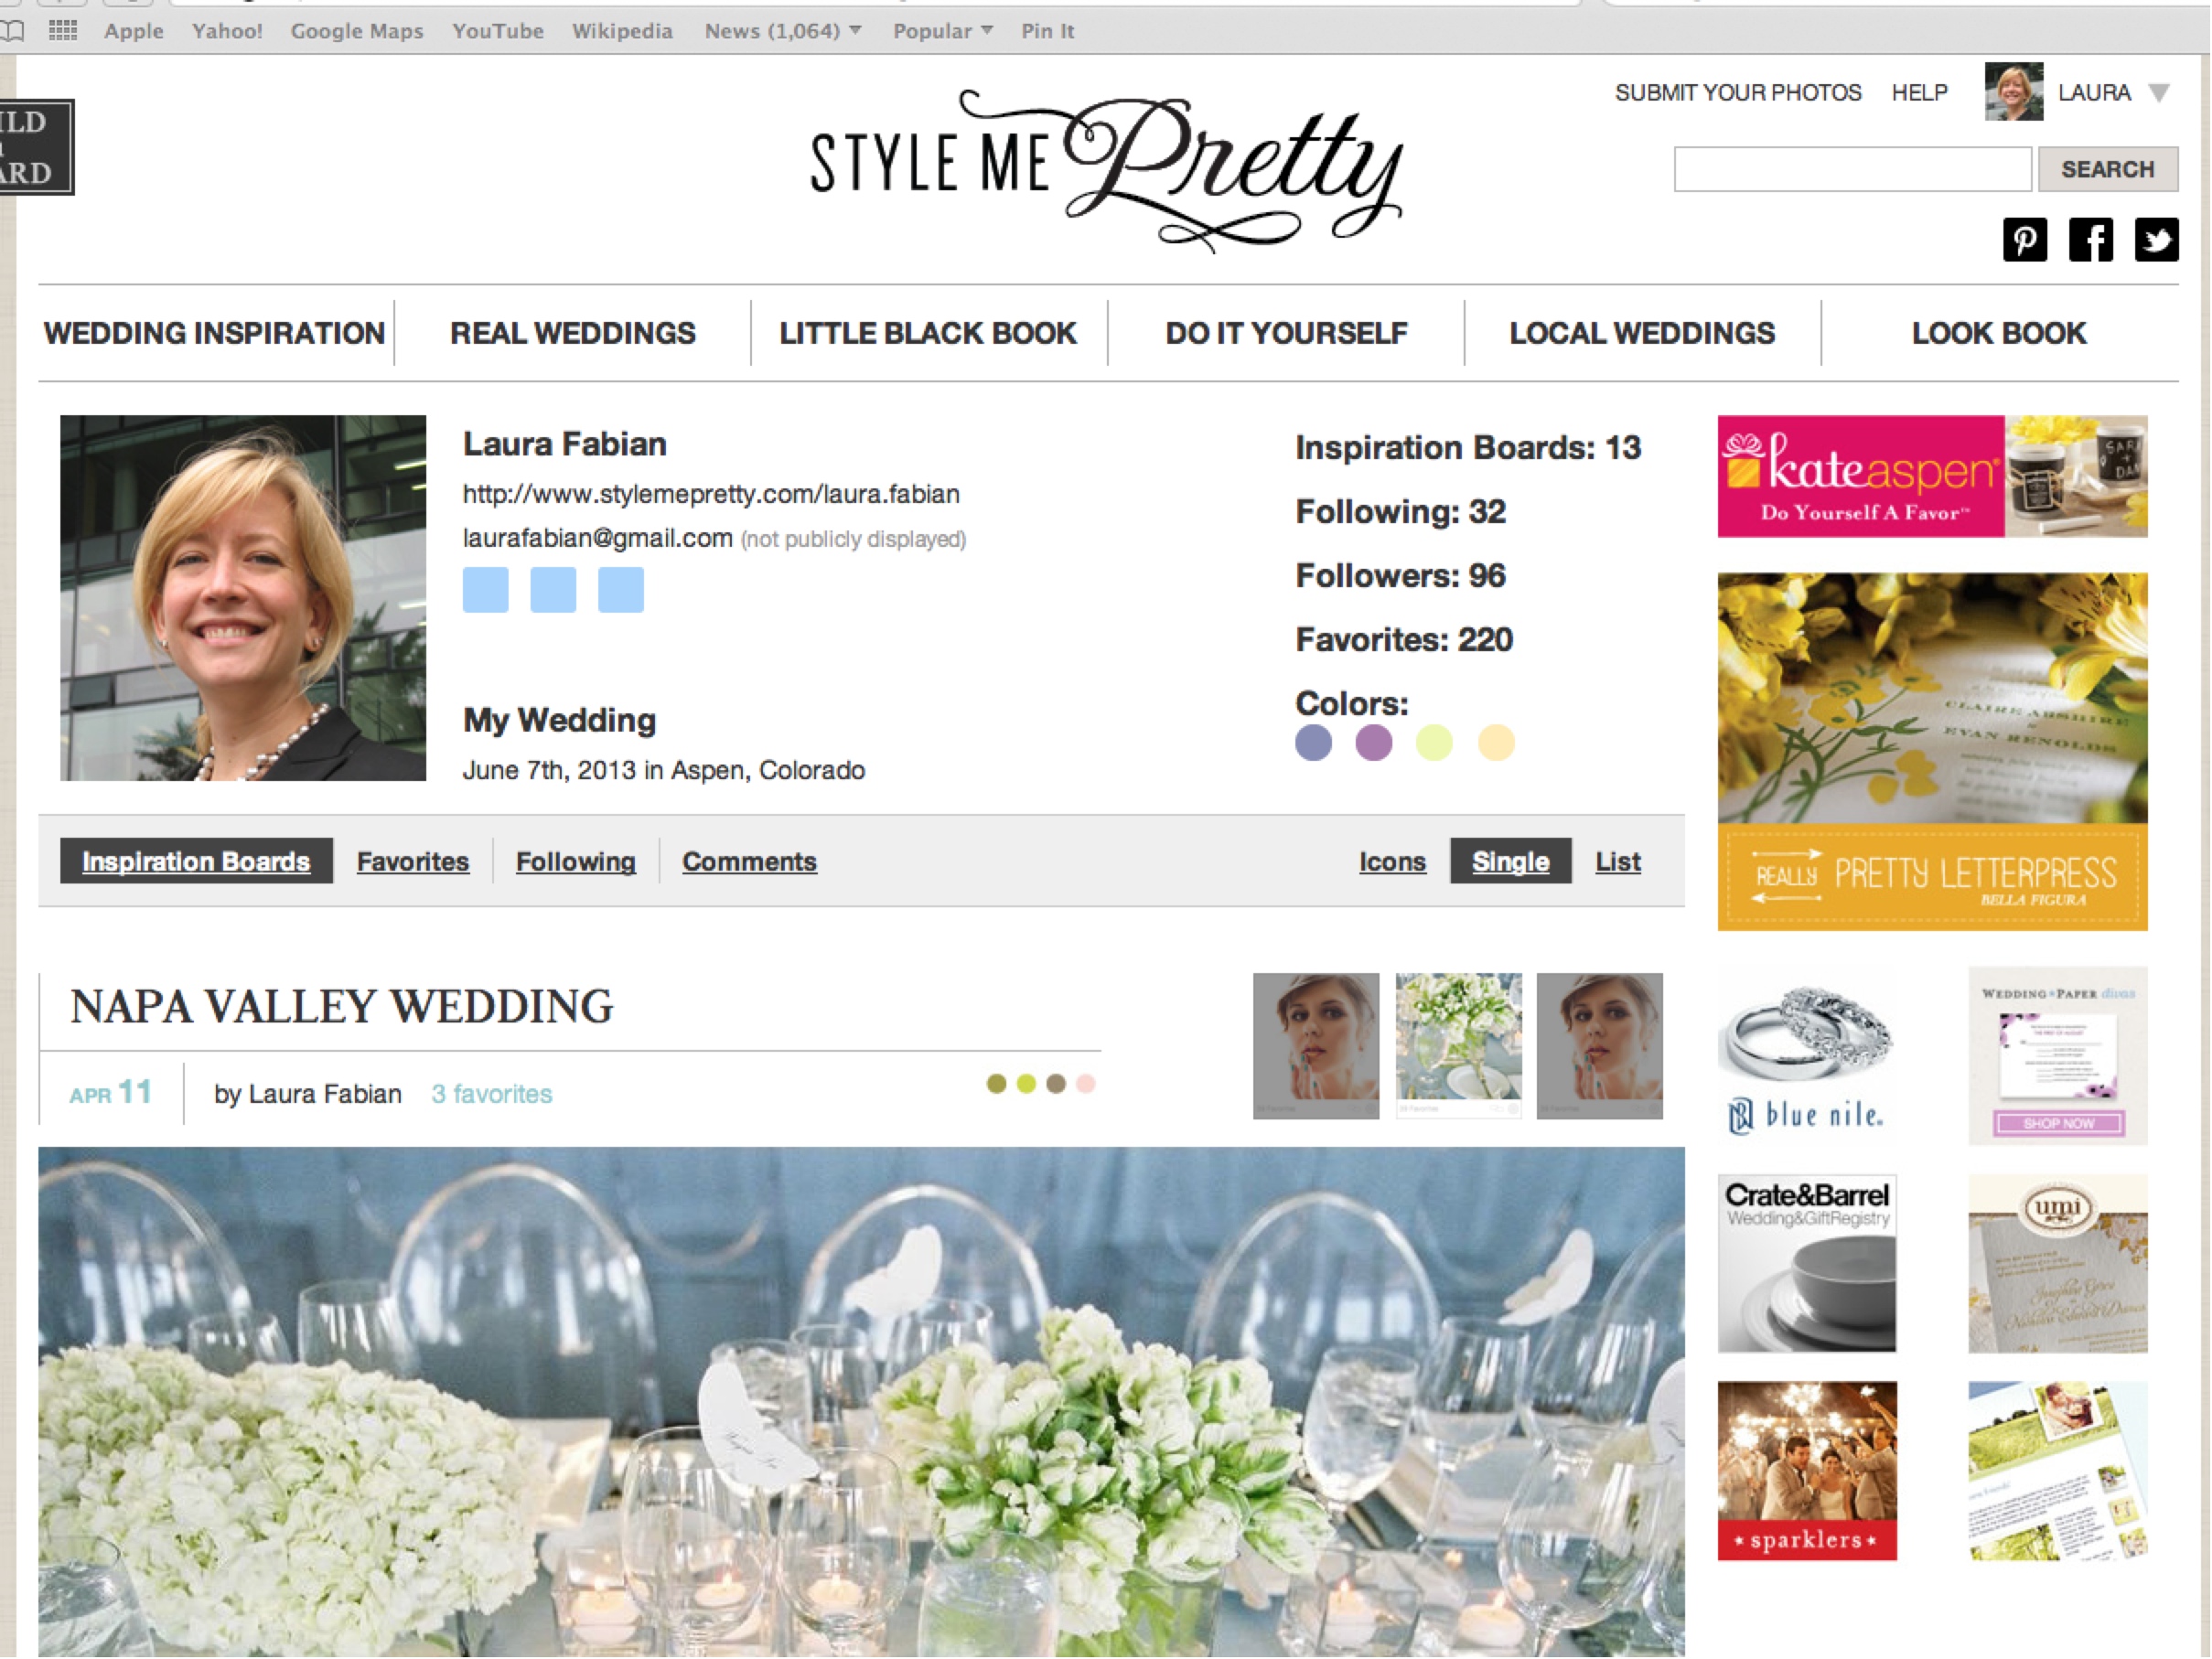 Apple Yahoo! Google Maps YouTube Wikipedia News (1,064) Popular Pin It
SUBMIT YOUR PHOTOS HELP LAURA
STYLE ME Pretty
SEARCH
WEDDING INSPIRATION REAL WEDDINGS LITTLE BLACK BOOK DO IT YOURSELF LOCAL WEDDINGS LOOK BOOK
Laura Fabian
http://www.stylemepretty.com/laura.fabian
laurafabian@gmail.com (not publicly displayed)
My Wedding
June 7th, 2013 in Aspen, Colorado
Inspiration Boards: 13
Following: 32
Followers: 96
Favorites: 220
Colors:
kateaspen®
Do Yourself A Favor™
CLAIRE ABSHIRE
EVAN RENOLDS
REALLY PRETTY LETTERPRESS
BELLA FIGURA
Inspiration Boards Favorites Following Comments Icons Single List
NAPA VALLEY WEDDING
APR 11 by Laura Fabian 3 favorites
blue nile.
WEDDING PAPER divas
SHOP NOW
Crate&Barrel
Wedding&GiftRegistry
umi
sparklers